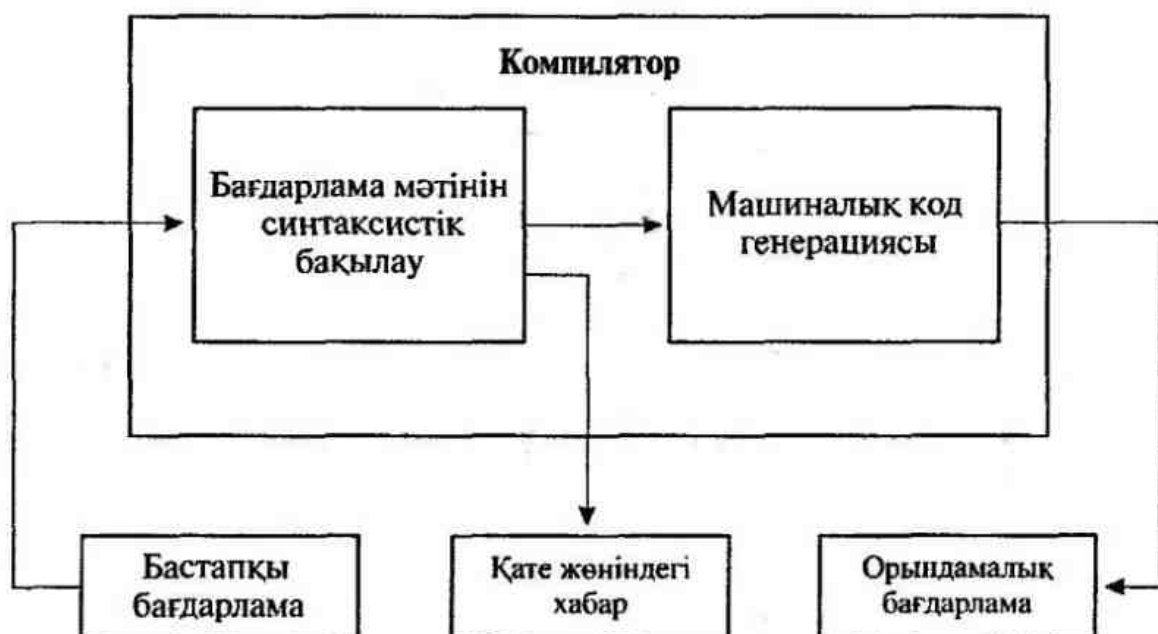 Компилятор
Бағдарлама мәтінін
синтаксистік
бақылау
Машиналық код
генерациясы
Бастапқы
бағдарлама
Қате жөніндегі
хабар
Орындамалық
бағдарлама